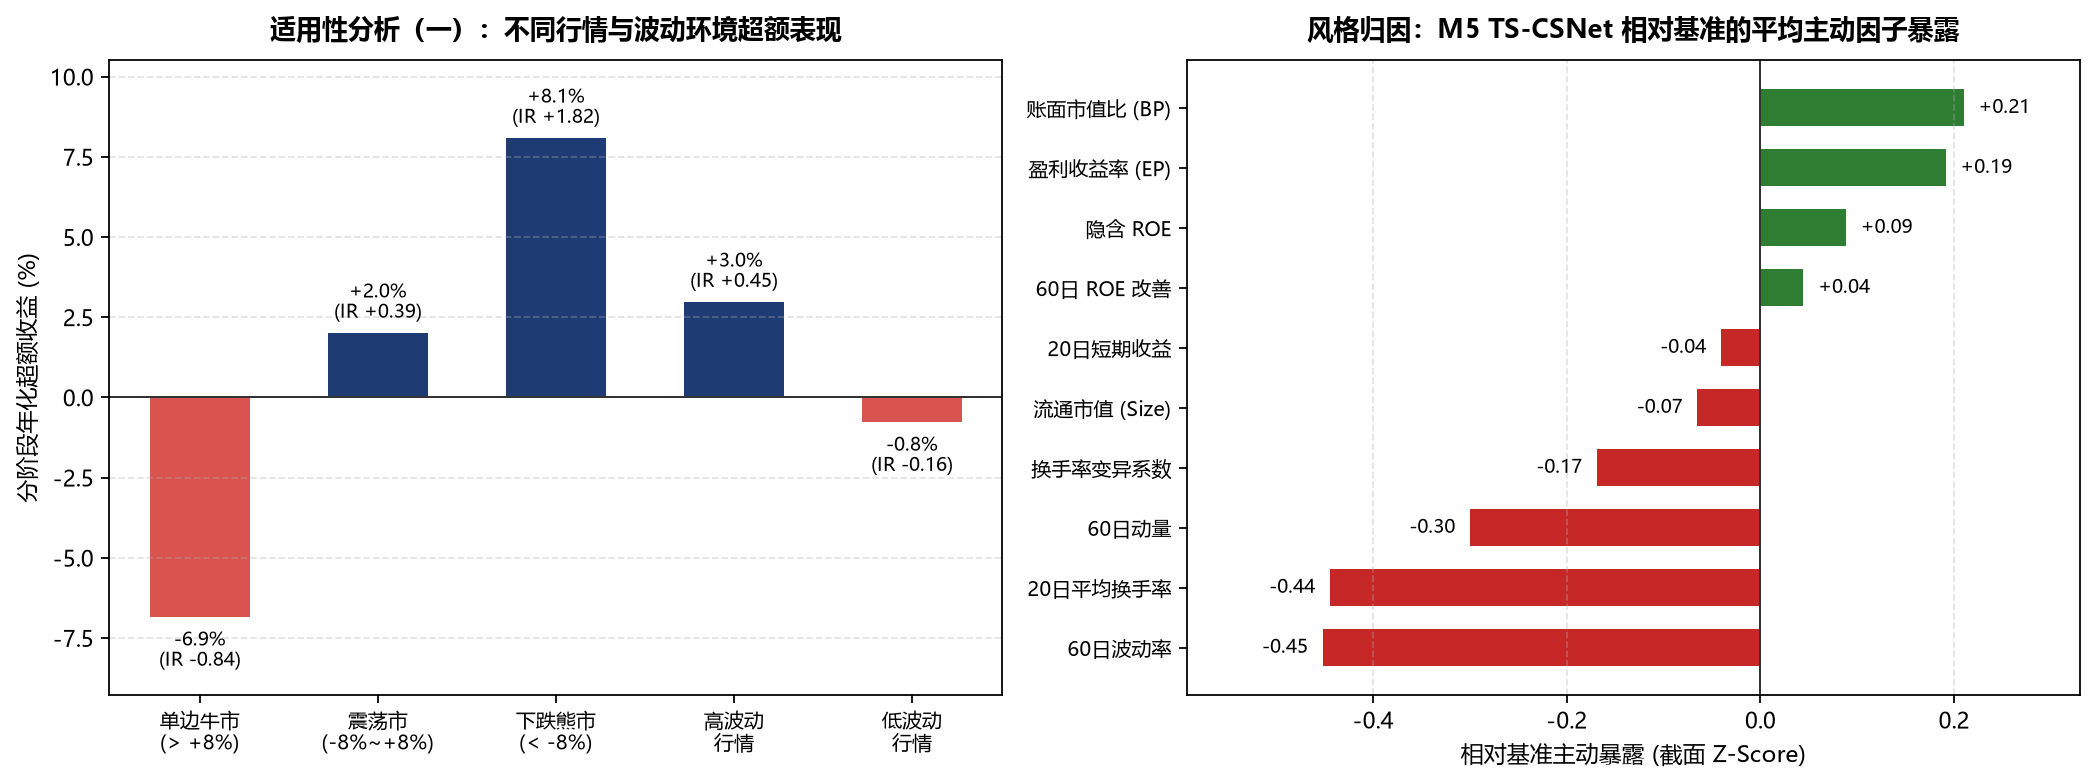 适用性分析（一）：不同行情与波动环境超额表现
分阶段年化超额收益 (%)
10.0
7.5
5.0
2.5
0.0
-2.5
-5.0
-7.5
-6.9%
(IR -0.84)
+2.0%
(IR +0.39)
+8.1%
(IR +1.82)
+3.0%
(IR +0.45)
-0.8%
(IR -0.16)
单边牛市
(> +8%)
震荡市
(-8%~+8%)
下跌熊市
(< -8%)
高波动
行情
低波动
行情
风格归因：M5 TS-CSNet 相对基准的平均主动因子暴露
账面市值比 (BP)
+0.21
盈利收益率 (EP)
+0.19
隐含 ROE
+0.09
60日 ROE 改善
+0.04
20日短期收益
-0.04
流通市值 (Size)
-0.07
换手率变异系数
-0.17
60日动量
-0.30
20日平均换手率
-0.44
60日波动率
-0.45
-0.4
-0.2
0.0
0.2
相对基准主动暴露 (截面 Z-Score)